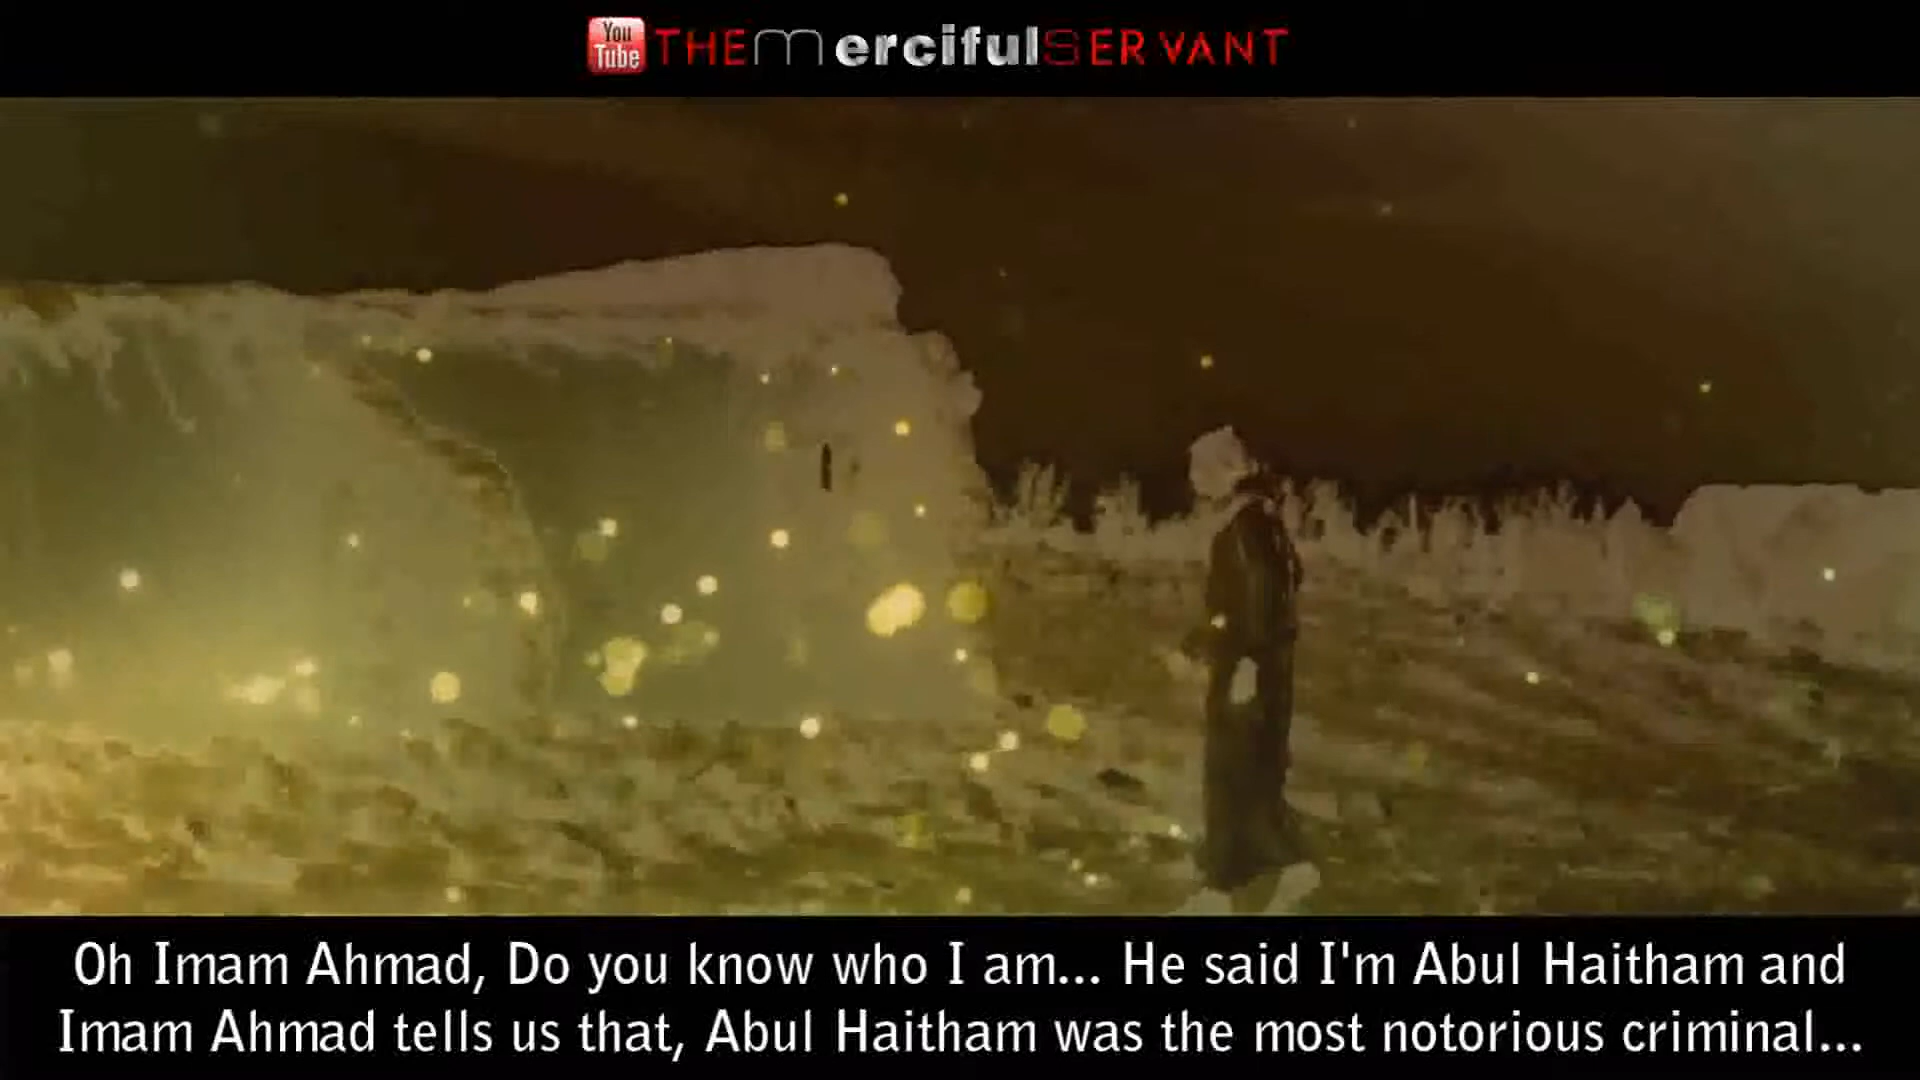 You Tube THEmercifulSERVANT
Oh Imam Ahmad, Do you know who I am... He said I'm Abul Haitham and
Imam Ahmad tells us that, Abul Haitham was the most notorious criminal...